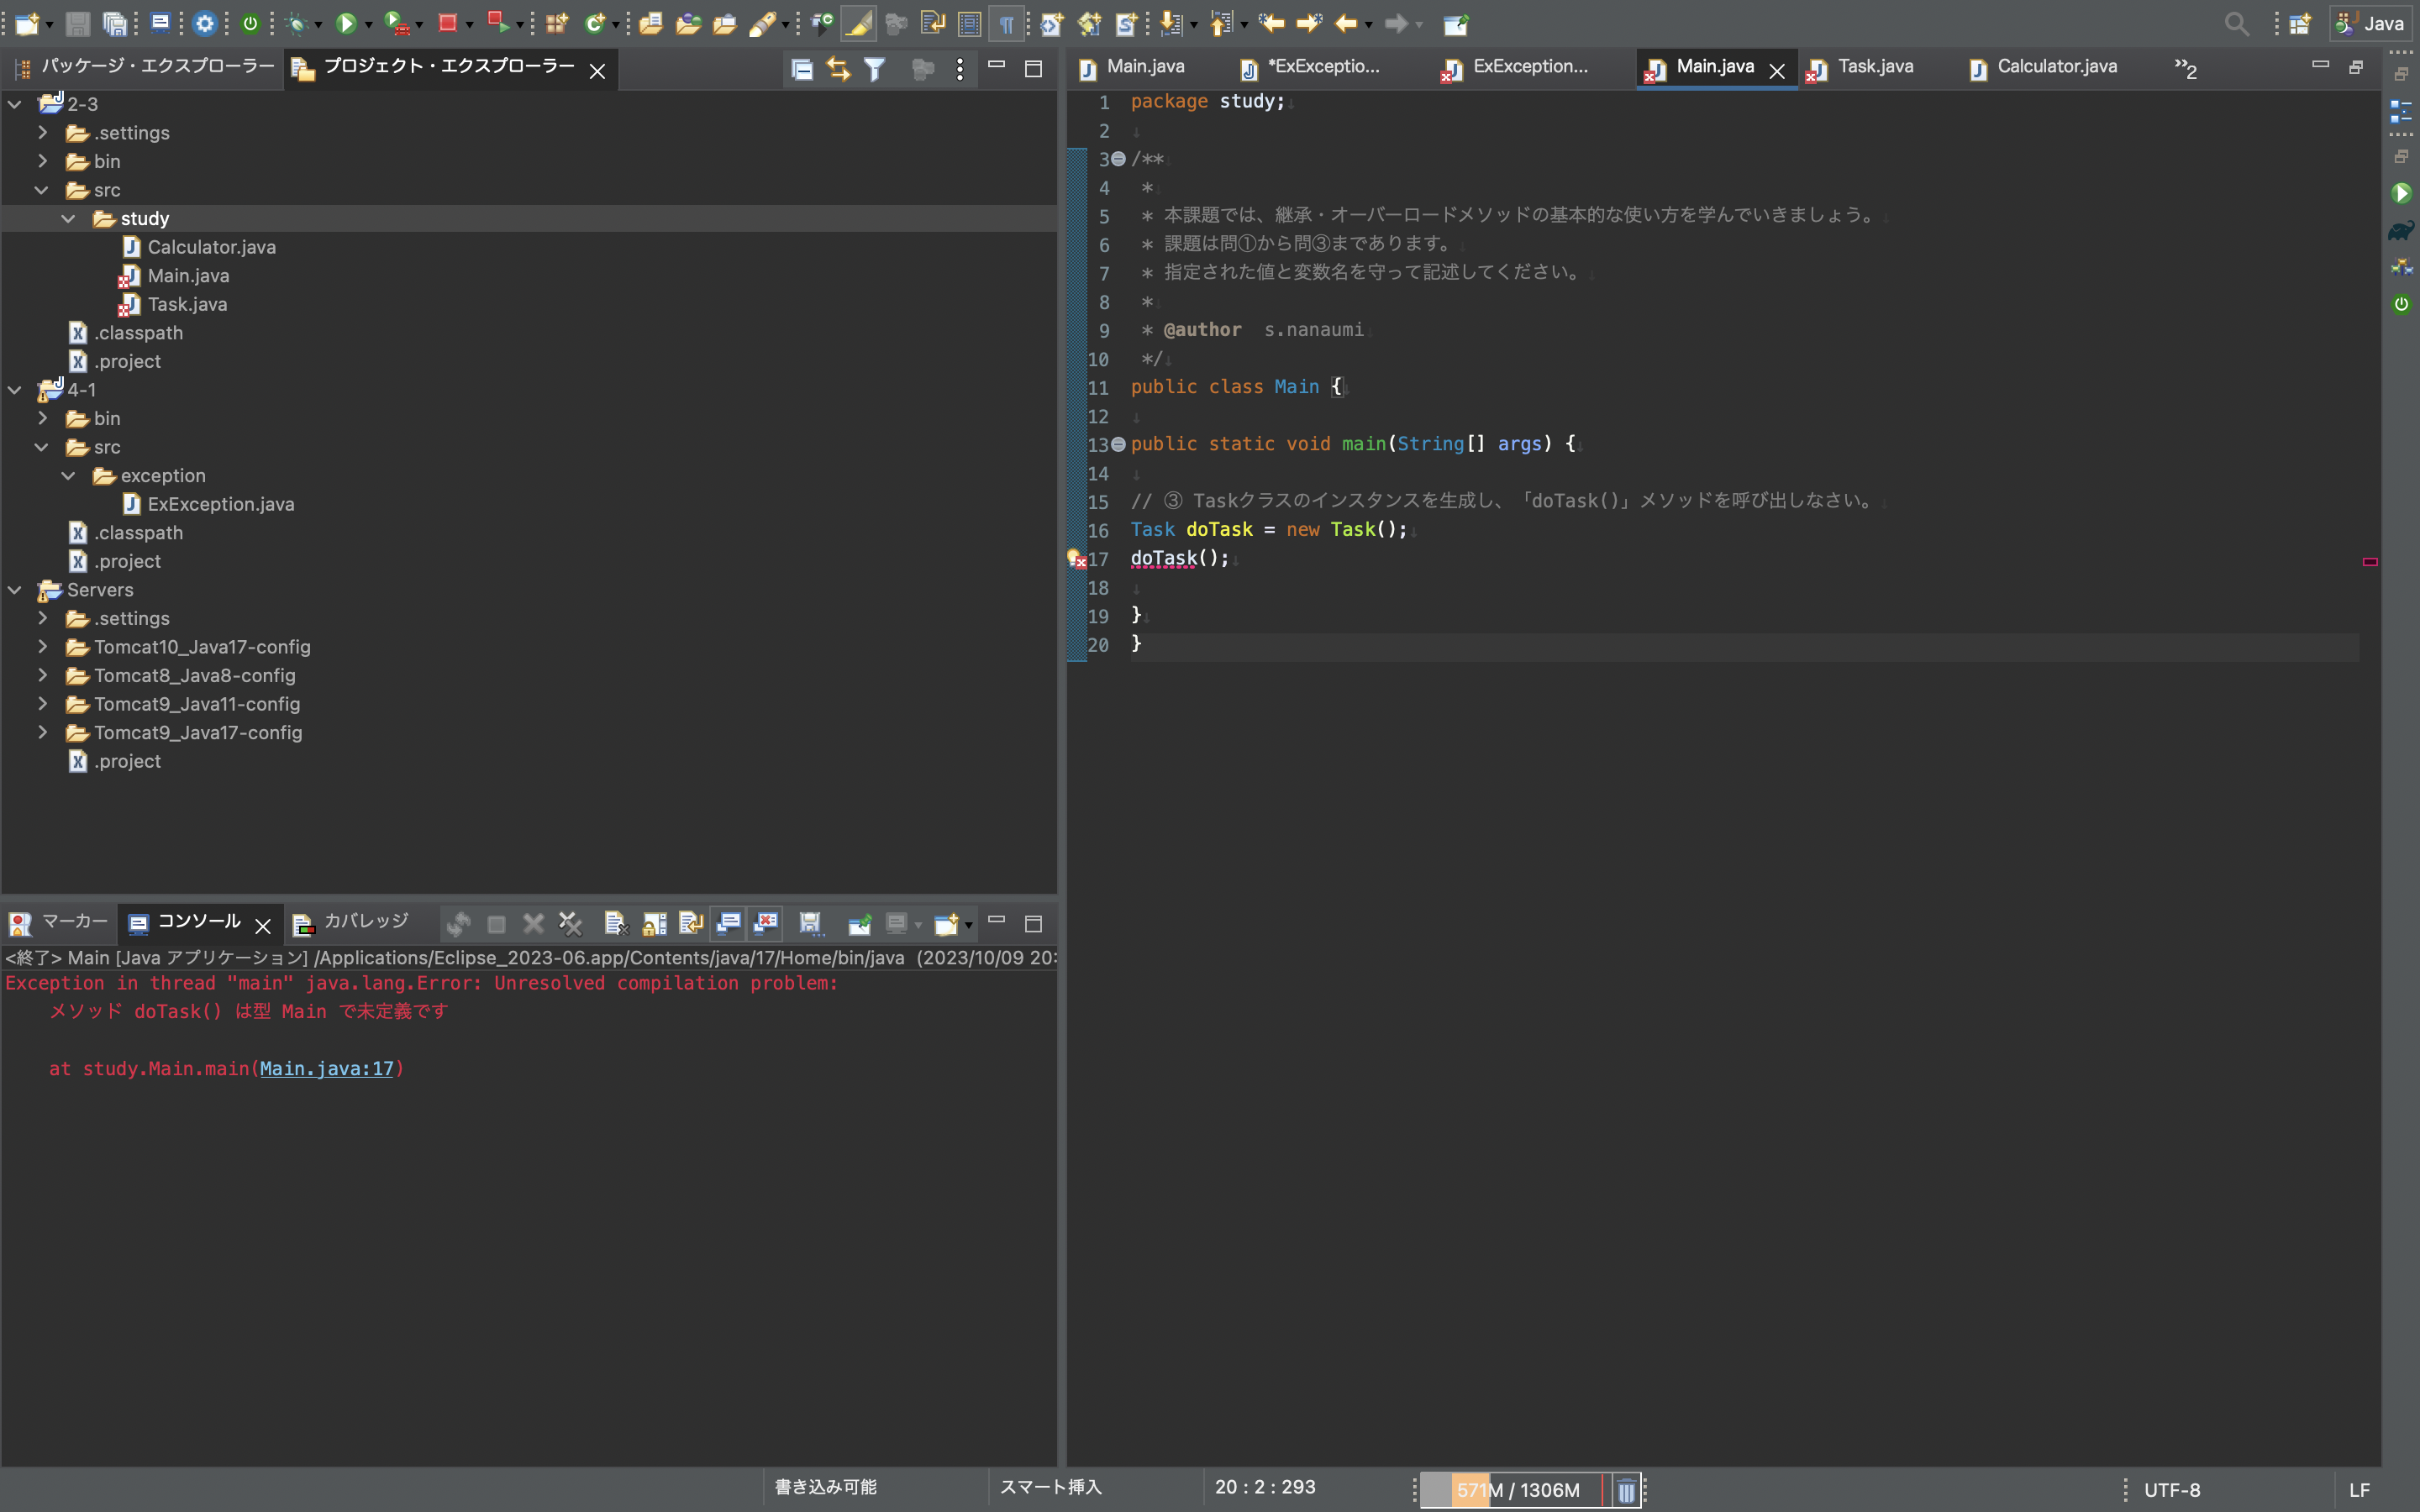 Java
パッケージ・エクスプローラー
プロジェクト・エクスプローラー
2-3
.settings
bin
src
study
Calculator.java
Main.java
Task.java
.classpath
.project
4-1
bin
src
exception
ExException.java
.classpath
.project
Servers
.settings
Tomcat10_Java17-config
Tomcat8_Java8-config
Tomcat9_Java11-config
Tomcat9_Java17-config
.project
Main.java
*ExExceptio...
ExException...
Main.java
Task.java
Calculator.java
»2
1 package study;
2
3 /**
4 *
5 * 本課題では、継承・オーバーロードメソッドの基本的な使い方を学んでいきましょう。
6 * 課題は問①から問③まであります。
7 * 指定された値と変数名を守って記述してください。
8 *
9 * @author s.nanaumi
10 */
11 public class Main {
12
13 public static void main(String[] args) {
14
15 // ③ Taskクラスのインスタンスを生成し、「doTask()」メソッドを呼び出しなさい。
16 Task doTask = new Task();
17 doTask();
18
19 }
20 }
マーカー
コンソール
カバレッジ
<終了> Main [Java アプリケーション] /Applications/Eclipse_2023-06.app/Contents/java/17/Home/bin/java (2023/10/09 20:
Exception in thread "main" java.lang.Error: Unresolved compilation problem:
メソッド doTask() は型 Main で未定義です
at study.Main.main(Main.java:17)
書き込み可能
スマート挿入
20 : 2 : 293
571M / 1306M
UTF-8
LF